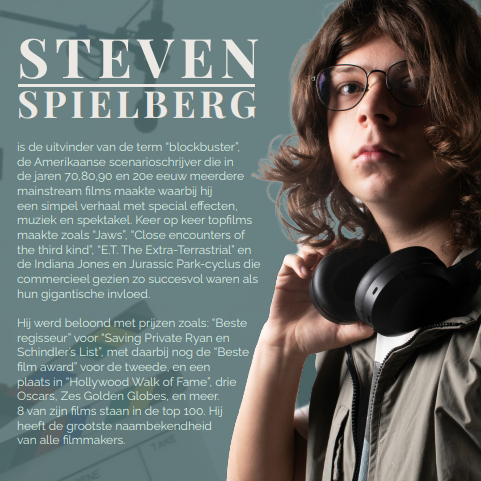 STEVEN
SPIELBERG
is de uitvinder van de term “blockbuster”,
de Amerikaanse scenarioschrijver die in
de jaren 70,80,90 en 20e eeuw meerdere
mainstream films maakte waarbij hij
een simpel verhaal met special effecten,
muziek en spektakel. Keer op keer topfilms
maakte zoals “Jaws”, “Close encounters of
the third kind”, “E.T. The Extra-Terrastrial” en
de Indiana Jones en Jurassic Park-cyclus die
commercieel gezien zo succesvol waren als
hun gigantische invloed.
Hij werd beloond met prijzen zoals: “Beste
regisseur” voor “Saving Private Ryan en
Schindler’s List”, met daarbij nog de “Beste
film award” voor de tweede, en een
plaats in “Hollywood Walk of Fame”, drie
Oscars, Zes Golden Globes, en meer.
8 van zijn films staan in de top 100. Hij
heeft de grootste naambekendheid
van alle filmmakers.
TAKE